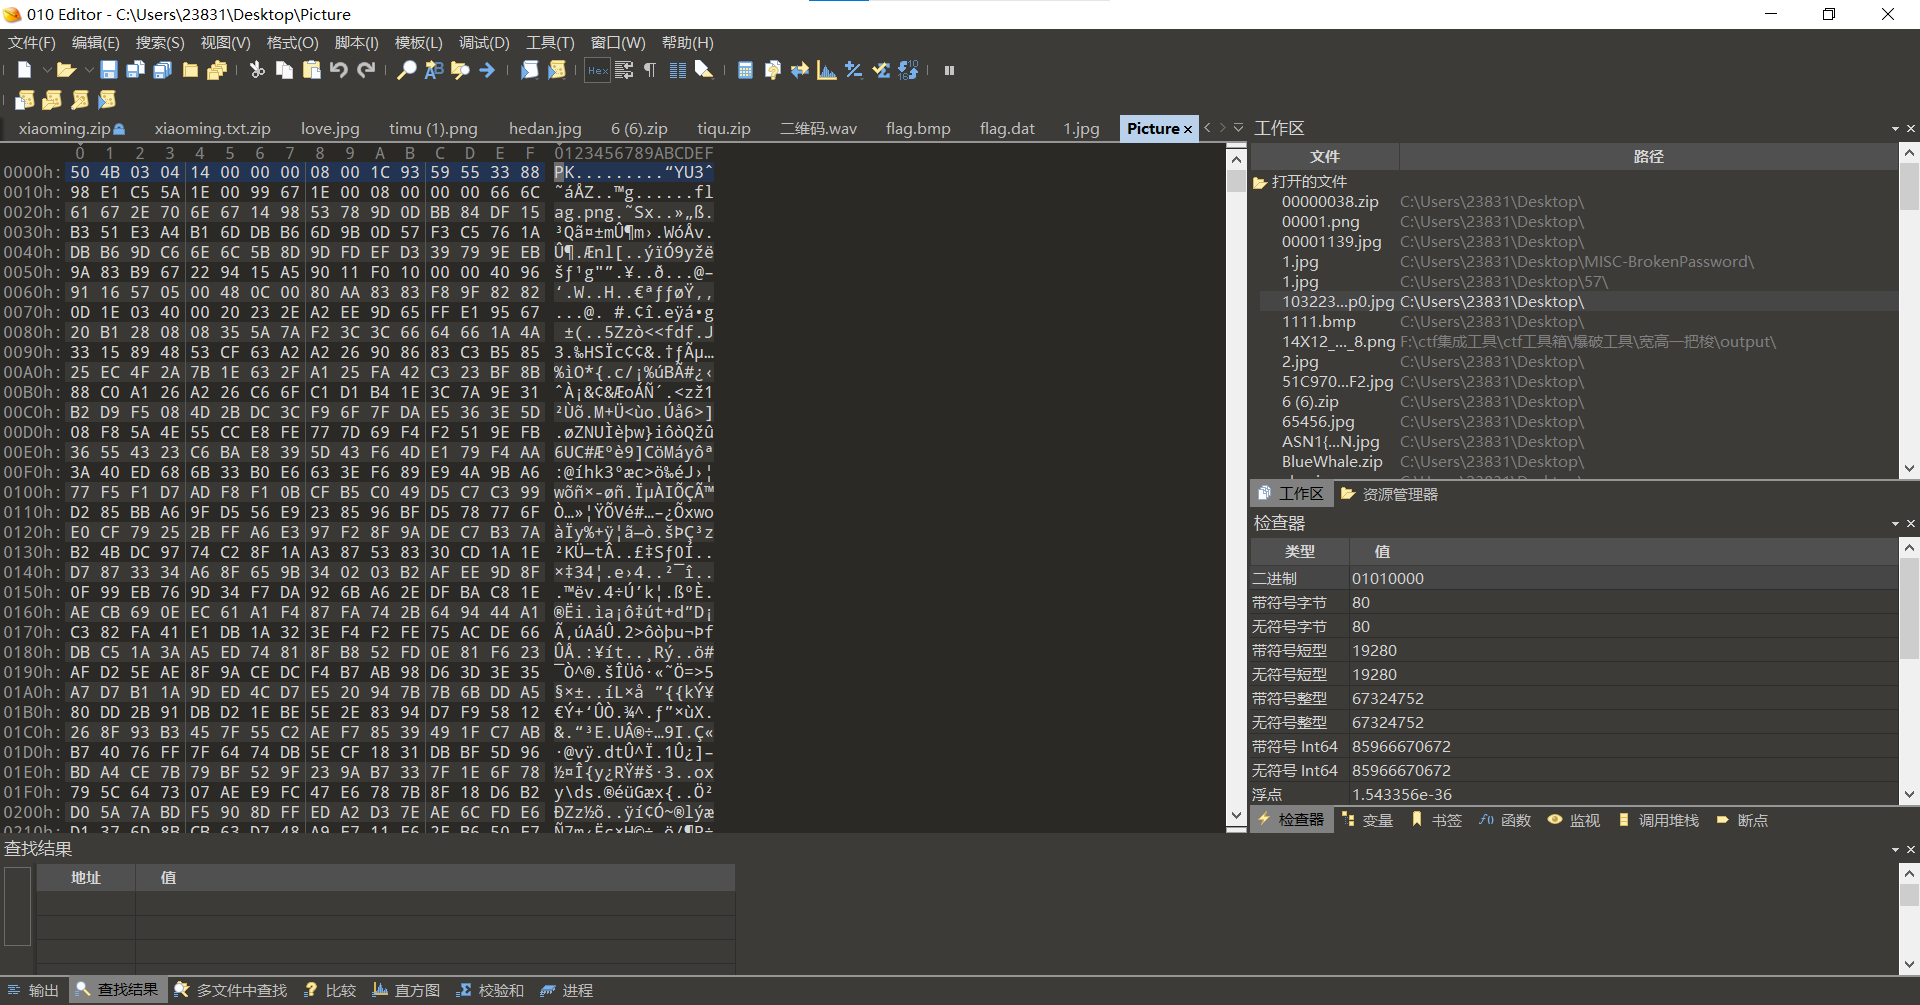 010 Editor - C:\Users\23831\Desktop\Picture
文件(F) 编辑(E) 搜索(S) 视图(V) 格式(O) 脚本(I) 模板(L) 调试(D) 工具(T) 窗口(W) 帮助(H)
xiaoming.zip xiaoming.txt.zip love.jpg timu (1).png hedan.jpg 6 (6).zip tiqu.zip 二维码.wav flag.bmp flag.dat 1.jpg Picture
0 1 2 3 4 5 6 7 8 9 A B C D E F 0123456789ABCDEF
0000h: 50 4B 03 04 14 00 00 00 08 00 1C 93 59 55 33 88 PK.........“YU3ˆ
0010h: 98 E1 C5 5A 1E 00 99 67 1E 00 08 00 00 00 66 6C ˜áÅZ..™g......fl
0020h: 61 67 2E 70 6E 67 14 98 53 78 9D 0D BB 84 DF 15 ag.png.˜Sx..»„ß.
0030h: B3 51 E3 A4 B1 6D DB B6 6D 9B 0D 57 F3 C5 76 1A ³Qã¤±mÛ¶m›.WóÅv.
0040h: DB B6 9D C6 6E 6C 5B 8D 9D FD EF D3 39 79 9E EB Û¶.Ænl[..ýïÓ9yžë
0050h: 9A 83 B9 67 22 94 15 A5 90 11 F0 10 00 00 40 96 šƒ¹g"”.¥..ð...@–
0060h: 91 16 57 05 00 48 0C 00 80 AA 83 83 F8 9F 82 82 ‘.W..H..€ªƒƒøŸ‚‚
0070h: 0D 1E 03 40 00 20 23 2E A2 EE 9D 65 FF E1 95 67 ...@. #.¢î.eÿá•g
0080h: 20 B1 28 08 08 35 5A 7A F2 3C 3C 66 64 66 1A 4A  ±(..5Zzò<<fdf.J
0090h: 33 15 89 48 53 CF 63 A2 A2 26 90 86 83 C3 B5 85 3.‰HSÏc¢¢&.†ƒÃµ…
00A0h: 25 EC 4F 2A 7B 1E 63 2F A1 25 FA 42 C3 23 BF 8B %ìO*{.c/¡%úBÃ#¿‹
00B0h: 88 C0 A1 26 A2 26 C6 6F C1 D1 B4 1E 3C 7A 9E 31 ˆÀ¡&¢&ÆoÁÑ´.<zž1
00C0h: B2 D9 F5 08 4D 2B DC 3C F9 6F 7F DA E5 36 3E 5D ²Ùõ.M+Ü<ùo.Úå6>]
00D0h: 08 F8 5A 4E 55 CC E8 FE 77 7D 69 F4 F2 51 9E FB .øZNUÌèþw}iôòQžû
00E0h: 36 55 43 23 C6 BA E8 39 5D 43 F6 4D E1 79 F4 AA 6UC#Æºè9]CöMáyôª
00F0h: 3A 40 ED 68 6B 33 B0 E6 63 3E F6 89 E9 4A 9B A6 :@íhk3°æc>ö‰éJ›¦
0100h: 77 F5 F1 D7 AD F8 F1 0B CF B5 C0 49 D5 C7 C3 99 wõñ×-øñ.ÏµÀIÕÇÃ™
0110h: D2 85 BB A6 9F D5 56 E9 23 85 96 BF D5 78 77 6F Ò…»¦ŸÕVé#…–¿Õxwo
0120h: E0 CF 79 25 2B FF A6 E3 97 F2 8F 9A DE C7 B3 7A àÏy%+ÿ¦ã—ò.šÞÇ³z
0130h: B2 4B DC 97 74 C2 8F 1A A3 87 53 83 30 CD 1A 1E ²KÜ—tÂ..£‡Sƒ0Í..
0140h: D7 87 33 34 A6 8F 65 9B 34 02 03 B2 AF EE 9D 8F ×‡34¦.e›4..²¯î..
0150h: 0F 99 EB 76 9D 34 F7 DA 92 6B A6 2E DF BA C8 1E .™ëv.4÷Ú’k¦.ßºÈ.
0160h: AE CB 69 0E EC 61 A1 F4 87 FA 74 2B 64 94 44 A1 ®Ëi.ìa¡ô‡út+d”D¡
0170h: C3 82 FA 41 E1 DB 1A 32 3E F4 F2 FE 75 AC DE 66 Ã‚úAáÛ.2>ôòþu¬Þf
0180h: DB C5 1A 3A A5 ED 74 81 8F B8 52 FD 0E 81 F6 23 ÛÅ.:¥ít..¸Rý..ö#
0190h: AF D2 5E AE 8F 9A CE DC F4 B7 AB 98 D6 3D 3E 35 ¯Ò^®.šÎÜô·«˜Ö=>5
01A0h: A7 D7 B1 1A 9D ED 4C D7 E5 20 94 7B 7B 6B DD A5 §×±..íL×å ”{{kÝ¥
01B0h: 80 DD 2B 91 DB D2 1E BE 5E 2E 83 94 D7 F9 58 12 €Ý+‘ÛÒ.¾^.ƒ”×ùX.
01C0h: 26 8F 93 B3 45 7F 55 C2 AE F7 85 39 49 1F C7 AB &.“³E.UÂ®÷…9I.Ç«
01D0h: B7 40 76 FF 7F 64 74 DB 5E CF 18 31 DB BF 5D 96 ·@vÿ.dtÛ^Ï.1Û¿]–
01E0h: BD A4 CE 7B 79 BF 52 9F 23 9A B7 33 7F 1E 6F 78 ½¤Î{y¿RŸ#š·3..ox
01F0h: 79 5C 64 73 07 AE E9 FC 47 E6 78 7B 8F 18 D6 B2 y\ds.®éüGæx{..Ö²
0200h: D0 5A 7A BD F5 90 8D FF ED A2 D3 7E AE 6C FD E6 ÐZz½õ..ÿí¢Ó~®lýæ
工作区
文件 路径
打开的文件
00000038.zip C:\Users\23831\Desktop\
00001.png C:\Users\23831\Desktop\
00001139.jpg C:\Users\23831\Desktop\
1.jpg C:\Users\23831\Desktop\MISC-BrokenPassword\
1.jpg C:\Users\23831\Desktop\57\
103223...p0.jpg C:\Users\23831\Desktop\
1111.bmp C:\Users\23831\Desktop\
14X12_..._8.png F:\ctf集成工具\ctf工具箱\爆破工具\宽高一把梭\output\
2.jpg C:\Users\23831\Desktop\
51C970...F2.jpg C:\Users\23831\Desktop\
6 (6).zip C:\Users\23831\Desktop\
65456.jpg C:\Users\23831\Desktop\
ASN1{...N.jpg C:\Users\23831\Desktop\
BlueWhale.zip C:\Users\23831\Desktop\
工作区 资源管理器
检查器
类型 值
二进制 01010000
带符号字节 80
无符号字节 80
带符号短型 19280
无符号短型 19280
带符号整型 67324752
无符号整型 67324752
带符号 Int64 85966670672
无符号 Int64 85966670672
浮点 1.543356e-36
检查器 变量 书签 函数 监视 调用堆栈 断点
查找结果
地址 值
输出 查找结果 多文件中查找 比较 直方图 校验和 进程